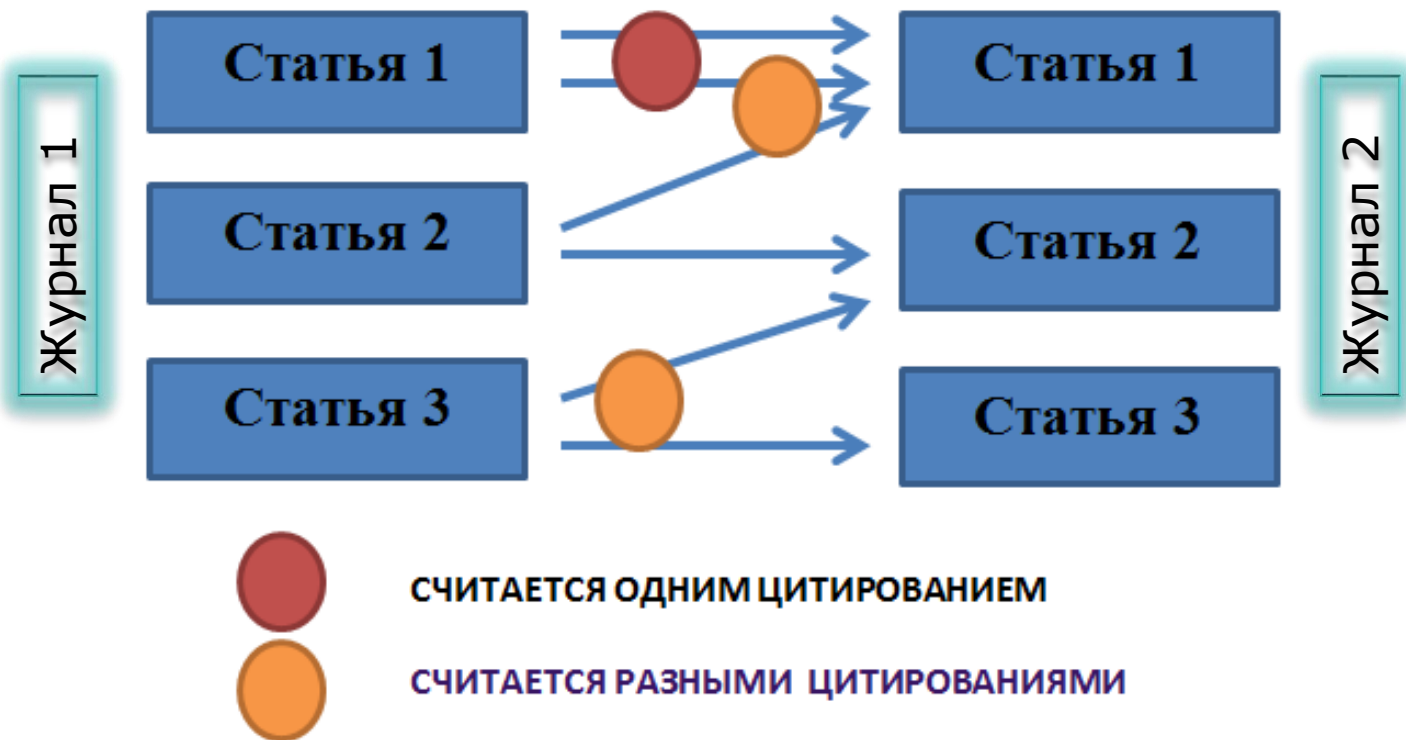 Журнал 1
Статья 1
Статья 1
Статья 2
Статья 2
Статья 3
Статья 3
Журнал 2
СЧИТАЕТСЯ ОДНИМ ЦИТИРОВАНИЕМ
СЧИТАЕТСЯ РАЗНЫМИ ЦИТИРОВАНИЯМИ